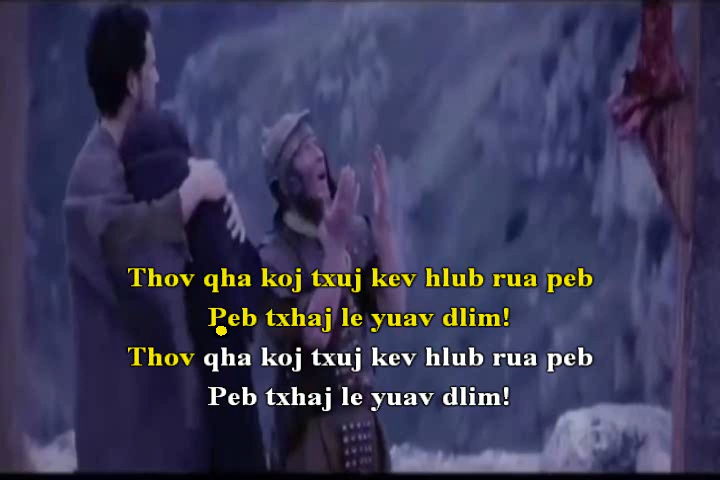 Thov qha koj txuj kev hlub rua peb
Peb txhaj le yuav dlim!
Thov qha koj txuj kev hlub rua peb
Peb txhaj le yuav dlim!